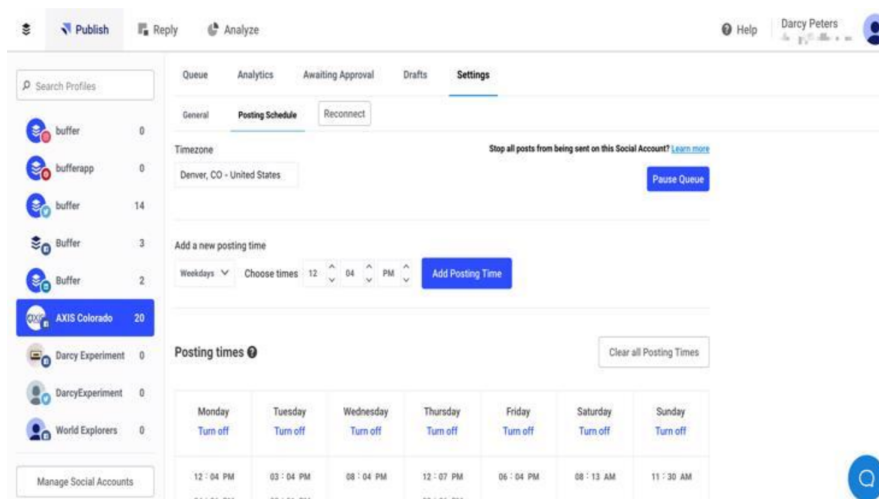 Publish Reply Analyze Help Darcy Peters
Search Profiles
Queue Analytics Awaiting Approval Drafts Settings
General Posting Schedule Reconnect
buffer 0
bufferapp 0
buffer 14
Buffer 3
Buffer 2
AXIS Colorado 20
Darcy Experiment 0
DarcyExperiment 0
World Explorers 0
Manage Social Accounts
Timezone
Stop all posts from being sent on this Social Account? Learn more
Denver, CO - United States
Pause Queue
Add a new posting time
Weekdays Choose times 12 04 PM Add Posting Time
Posting times
Clear all Posting Times
Monday Tuesday Wednesday Thursday Friday Saturday Sunday
Turn off Turn off Turn off Turn off Turn off Turn off Turn off
12 : 04 PM 03 : 04 PM 08 : 04 PM 12 : 07 PM 06 : 04 PM 08 : 13 AM 11 : 30 AM